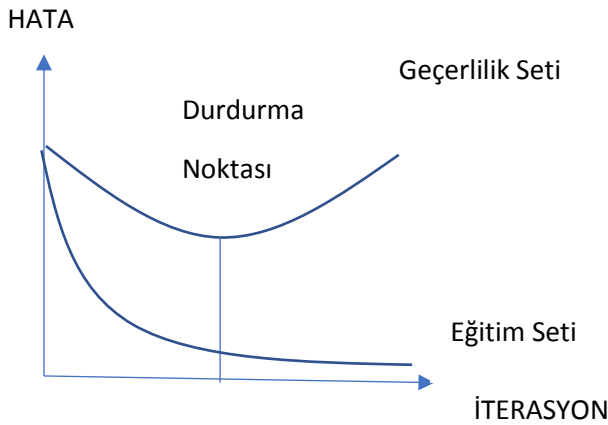 HATA
Geçerlilik Seti
Durdurma
Noktası
Eğitim Seti
İTERASYON